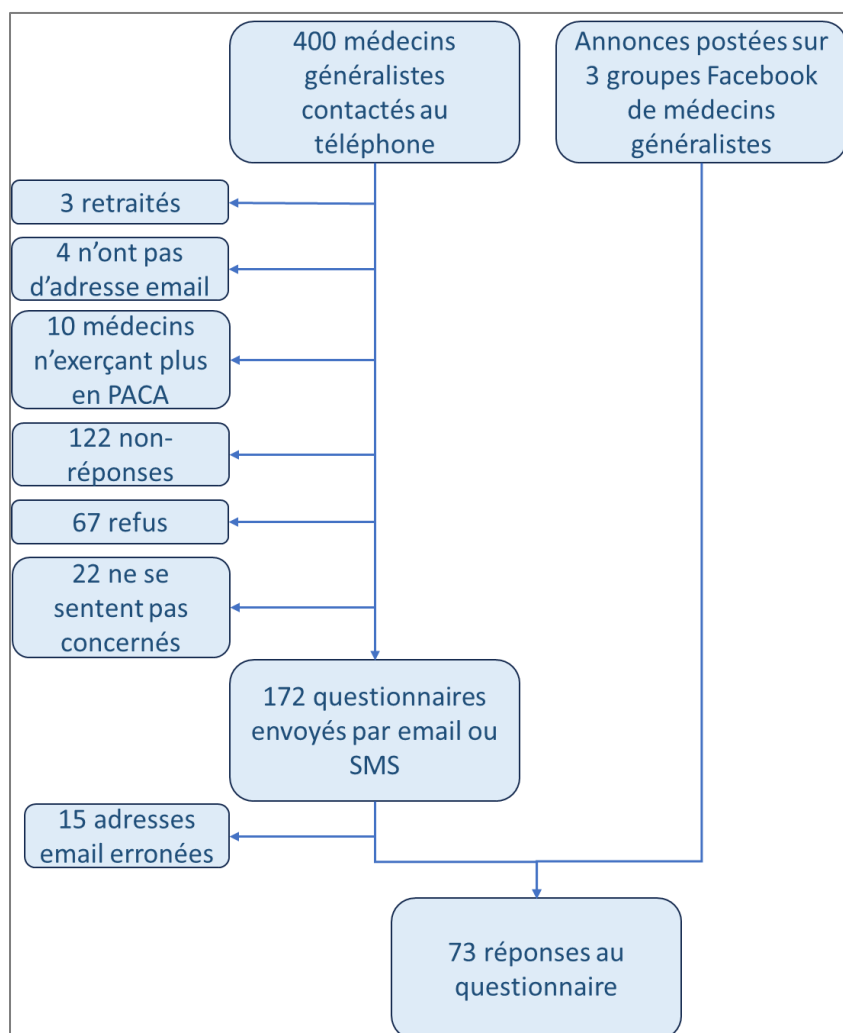 400 médecins
généralistes
contactés au
téléphone
Annonces postées sur
3 groupes Facebook
de médecins
généralistes
3 retraités
4 n'ont pas
d'adresse email
10 médecins
n'exerçant plus
en PACA
122 non-
réponses
67 refus
22 ne se
sentent pas
concernés
172 questionnaires
envoyés par email ou
SMS
15 adresses
email erronées
73 réponses au
questionnaire